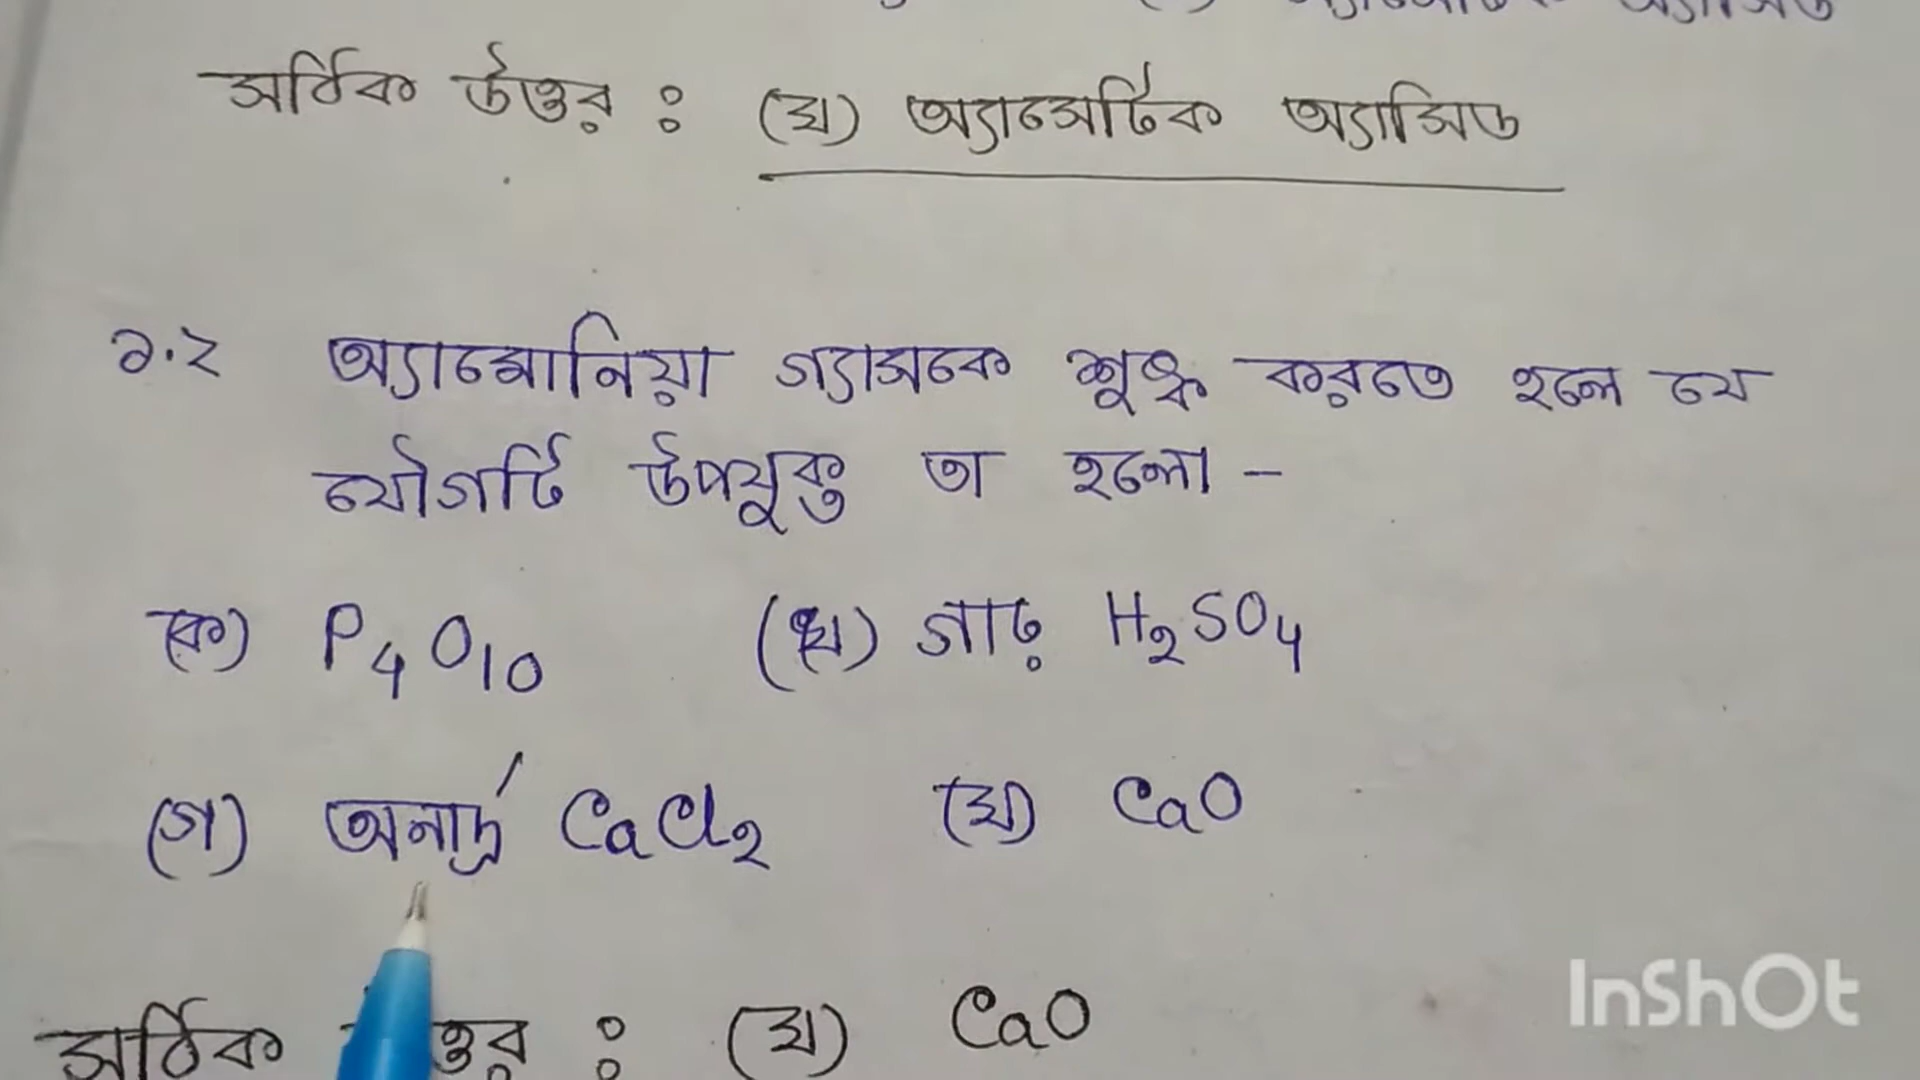 সঠিক উত্তর : (ঘ) অ্যাসেটিক অ্যাসিড
১.২ অ্যামোনিয়া গ্যাসকে শুষ্ক করতে হলে যে
যৌগটি উপযুক্ত তা হলো -
(ক) P₄O₁₀ (খ) গাঢ় H₂SO₄
(গ) অনার্দ্র CaCl₂ (ঘ) CaO
সঠিক উত্তর : (ঘ) CaO
InShOt